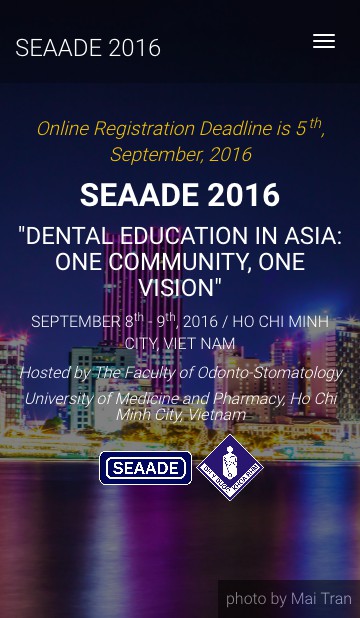 SEAADE 2016
Online Registration Deadline is 5th,
September, 2016
SEAADE 2016
"DENTAL EDUCATION IN ASIA:
ONE COMMUNITY, ONE
VISION"
SEPTEMBER 8th - 9th, 2016 / HO CHI MINH
CITY, VIET NAM
Hosted by The Faculty of Odonto-Stomatology
University of Medicine and Pharmacy, Ho Chi
Minh City, Vietnam
SEAADE
photo by Mai Tran